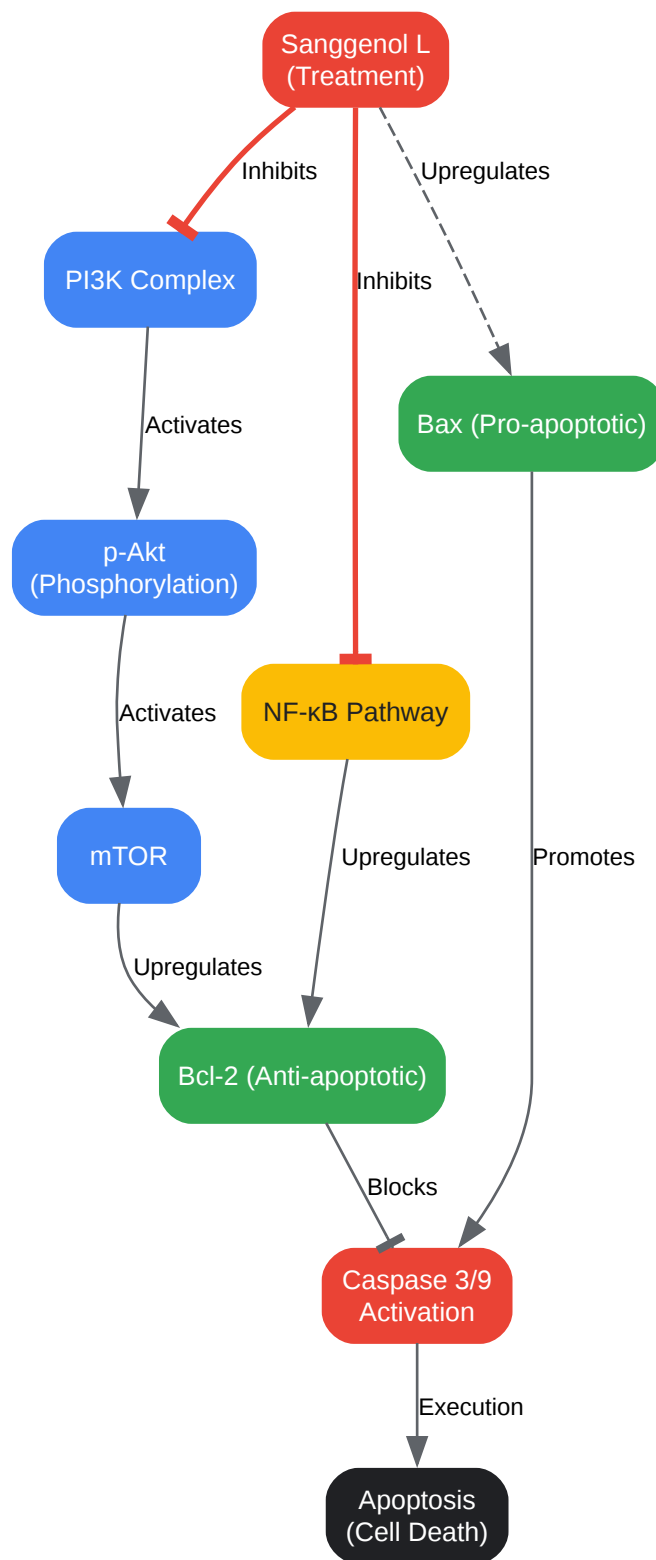 Sanggenol L
(Treatment)
Inhibits
Upregulates
PI3K Complex
Inhibits
Activates
Bax (Pro-apoptotic)
p-Akt
(Phosphorylation)
Activates
NF-κB Pathway
mTOR
Upregulates
Promotes
Upregulates
Bcl-2 (Anti-apoptotic)
Blocks
Caspase 3/9
Activation
Execution
Apoptosis
(Cell Death)